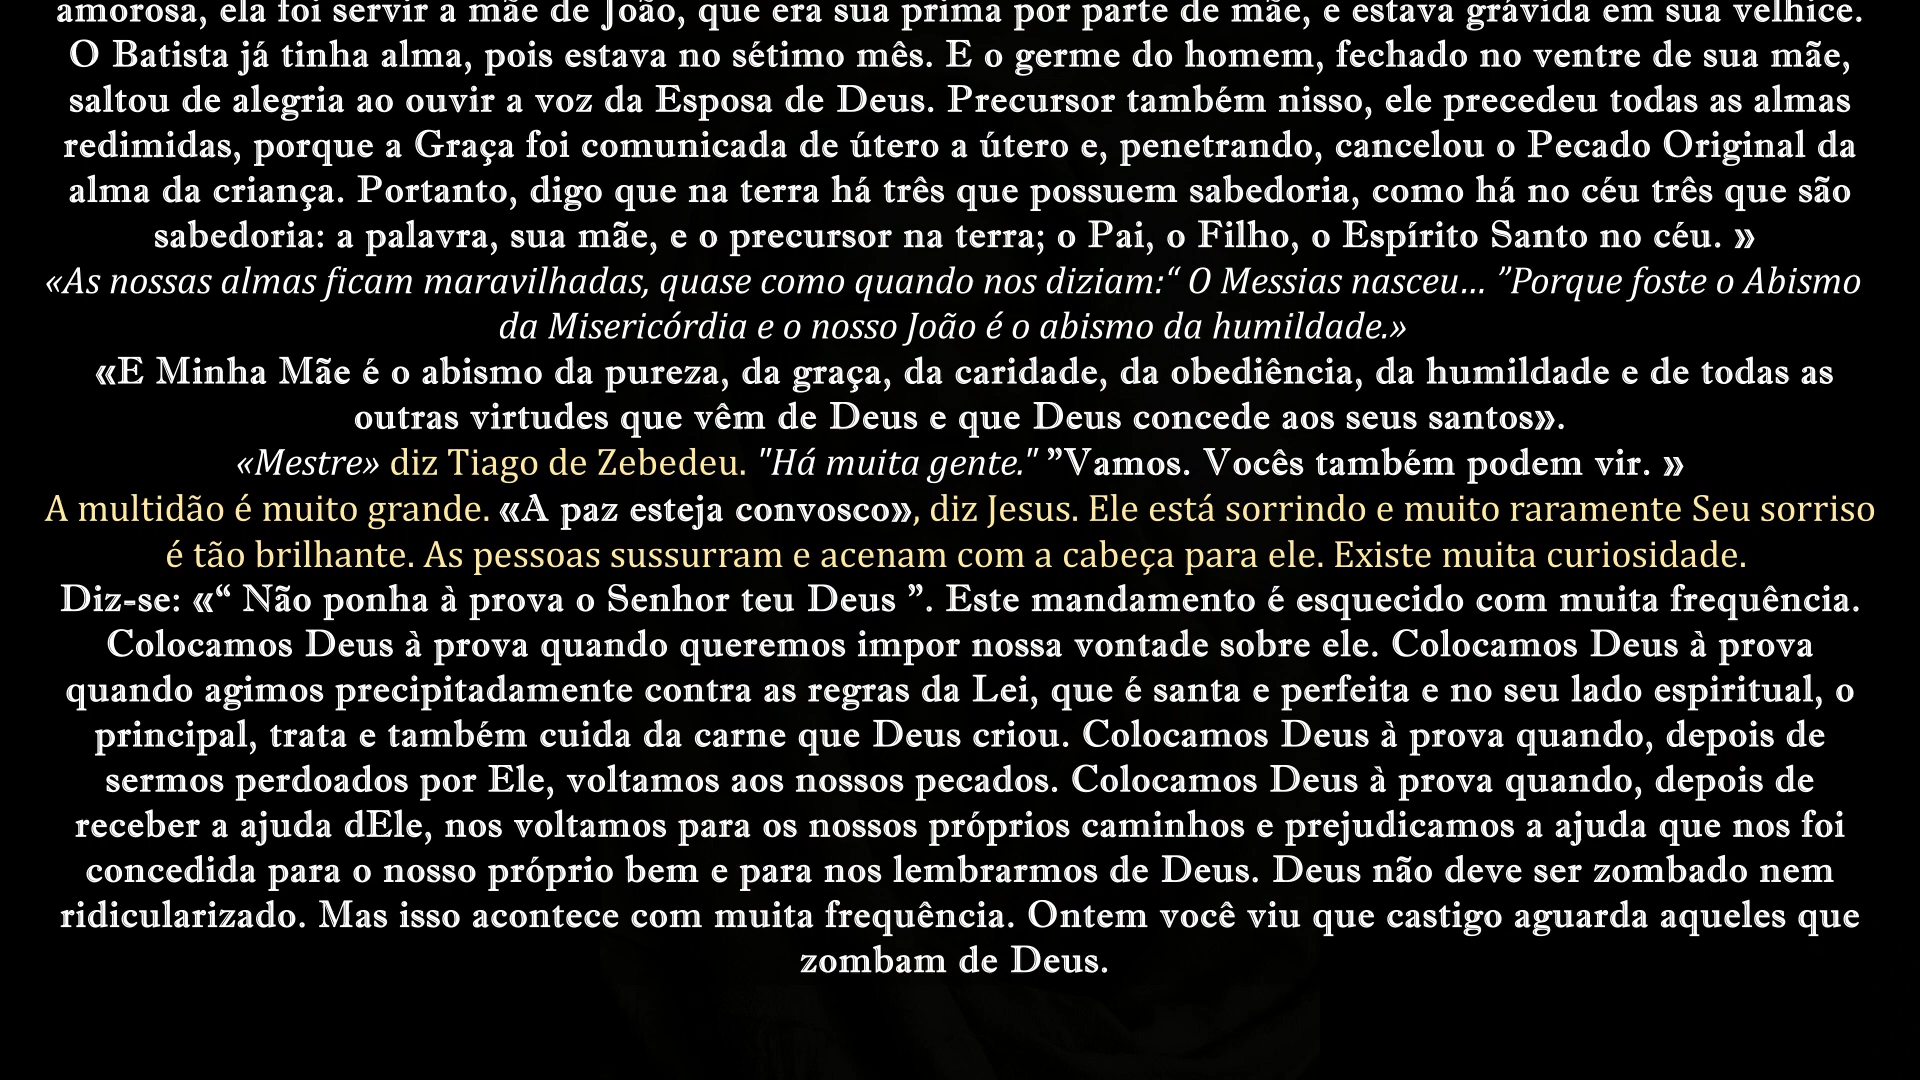 amorosa, ela foi servir a mãe de João, que era sua prima por parte de mãe, e estava grávida em sua velhice.
O Batista já tinha alma, pois estava no sétimo mês. E o germe do homem, fechado no ventre de sua mãe,
saltou de alegria ao ouvir a voz da Esposa de Deus. Precursor também nisso, ele precedeu todas as almas
redimidas, porque a Graça foi comunicada de útero a útero e, penetrando, cancelou o Pecado Original da
alma da criança. Portanto, digo que na terra há três que possuem sabedoria, como há no céu três que são
sabedoria: a palavra, sua mãe, e o precursor na terra; o Pai, o Filho, o Espírito Santo no céu. »
«As nossas almas ficam maravilhadas, quase como quando nos diziam:“ O Messias nasceu… ”Porque foste o Abismo
da Misericórdia e o nosso João é o abismo da humildade.»
«E Minha Mãe é o abismo da pureza, da graça, da caridade, da obediência, da humildade e de todas as
outras virtudes que vêm de Deus e que Deus concede aos seus santos».
«Mestre» diz Tiago de Zebedeu. "Há muita gente." ”Vamos. Vocês também podem vir. »
A multidão é muito grande. «A paz esteja convosco», diz Jesus. Ele está sorrindo e muito raramente Seu sorriso
é tão brilhante. As pessoas sussurram e acenam com a cabeça para ele. Existe muita curiosidade.
Diz-se: «“ Não ponha à prova o Senhor teu Deus ”. Este mandamento é esquecido com muita frequência.
Colocamos Deus à prova quando queremos impor nossa vontade sobre ele. Colocamos Deus à prova
quando agimos precipitadamente contra as regras da Lei, que é santa e perfeita e no seu lado espiritual, o
principal, trata e também cuida da carne que Deus criou. Colocamos Deus à prova quando, depois de
sermos perdoados por Ele, voltamos aos nossos pecados. Colocamos Deus à prova quando, depois de
receber a ajuda dEle, nos voltamos para os nossos próprios caminhos e prejudicamos a ajuda que nos foi
concedida para o nosso próprio bem e para nos lembrarmos de Deus. Deus não deve ser zombado nem
ridicularizado. Mas isso acontece com muita frequência. Ontem você viu que castigo aguarda aqueles que
zombam de Deus.